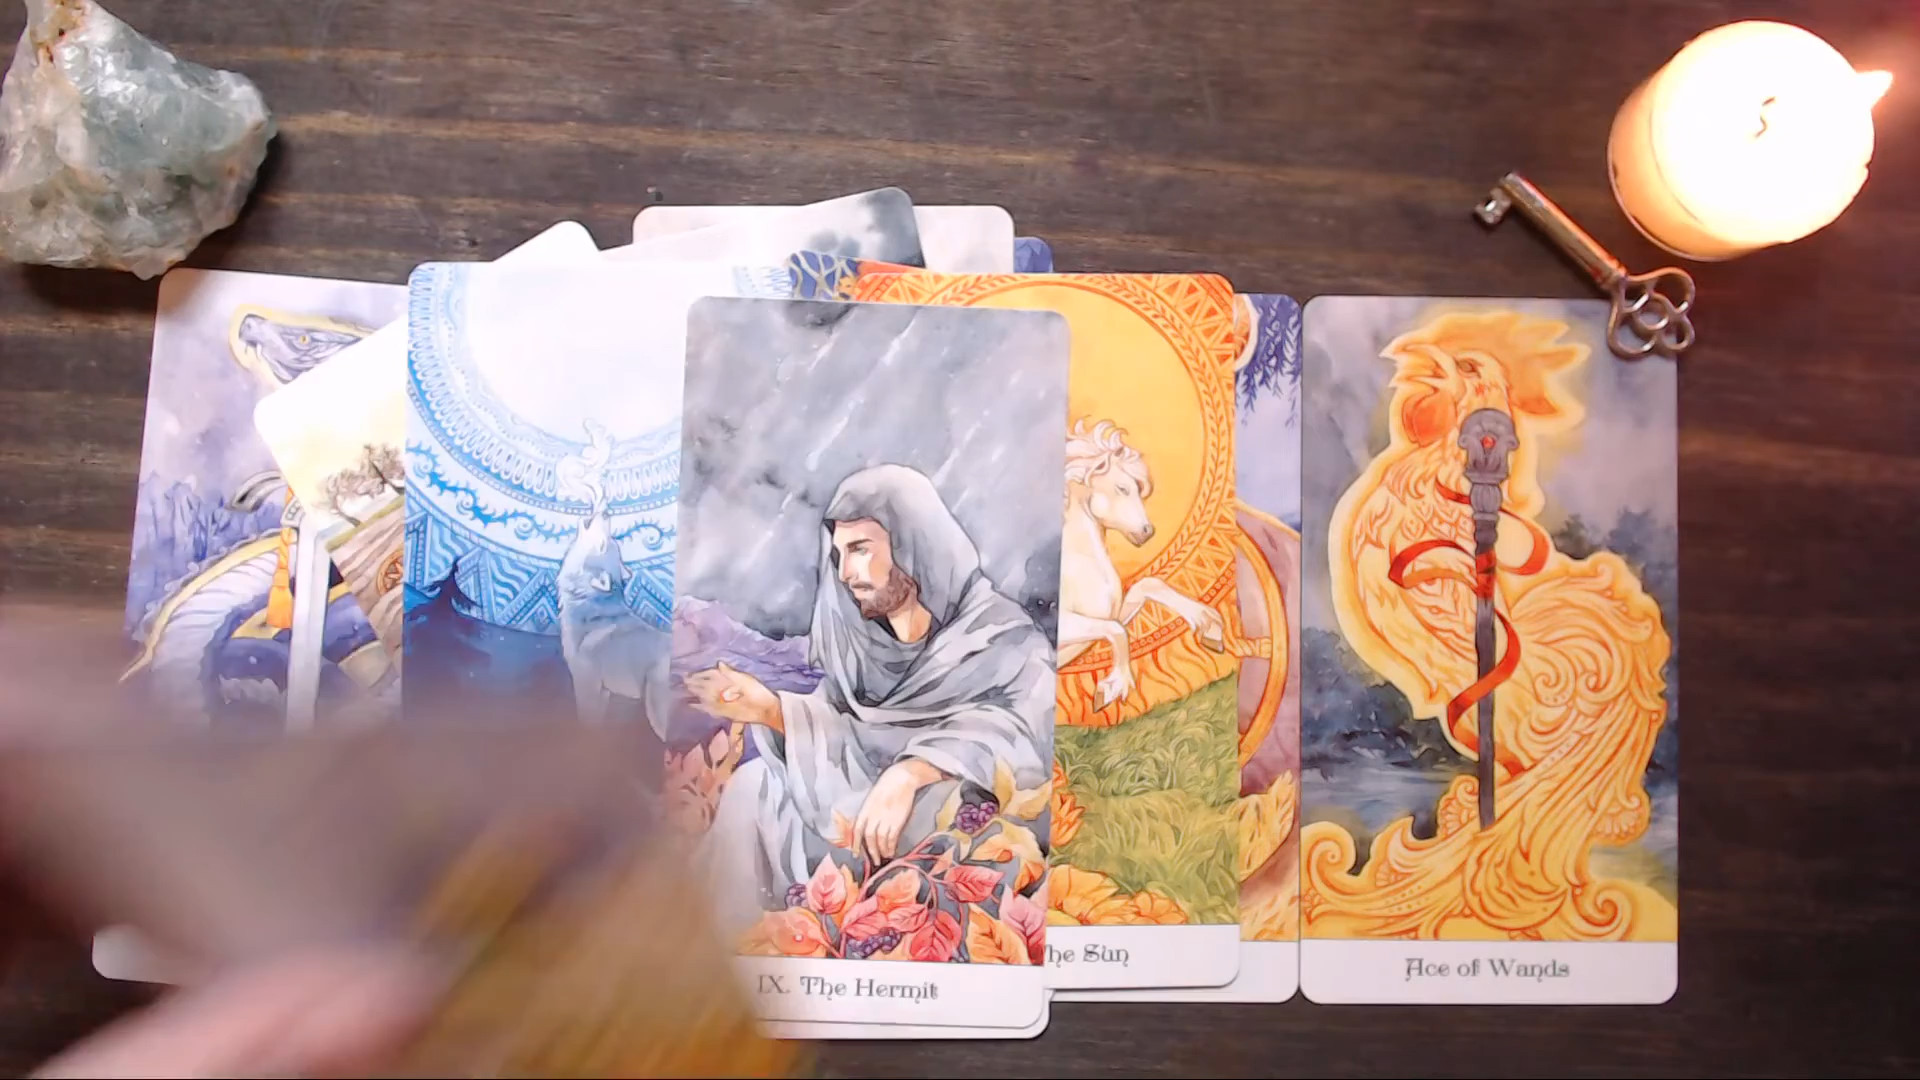 IX. The Hermit
he Sun
Ace of Wands